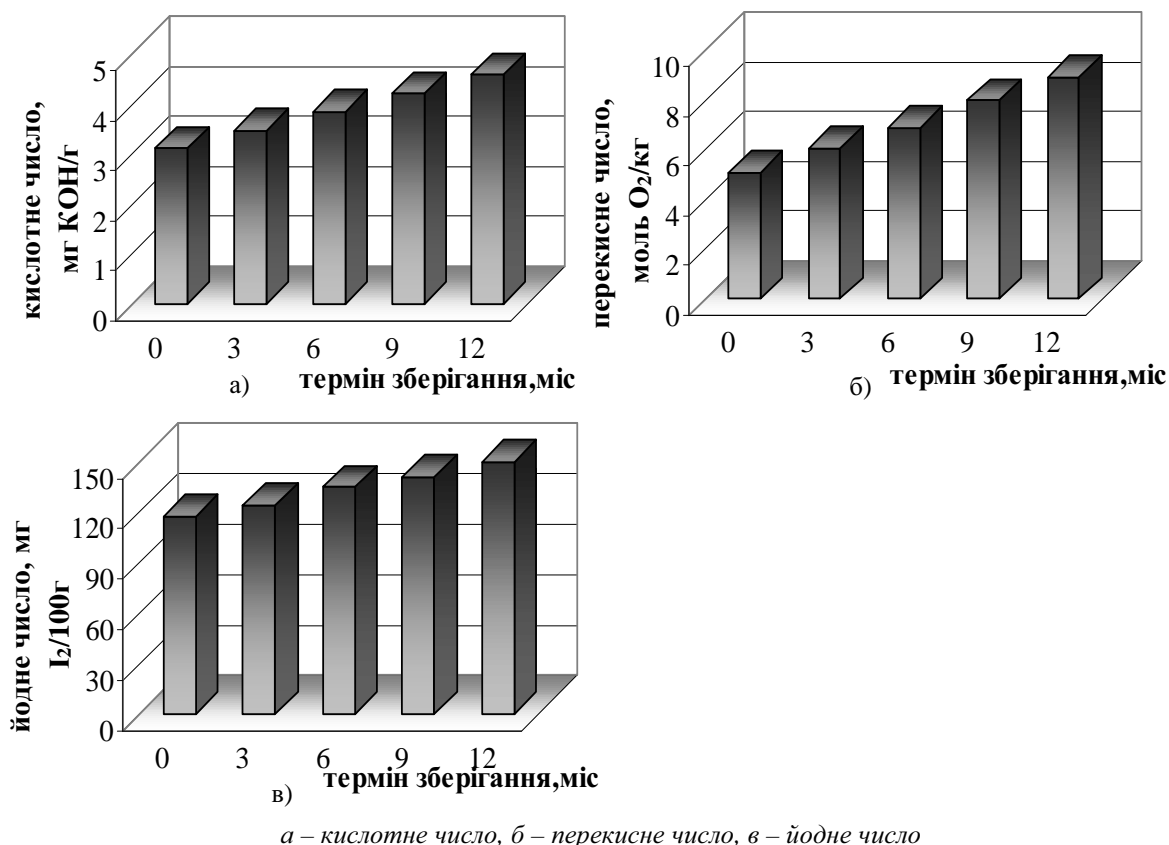 кислотне число,
мг КОН/г
5
4
3
2
1
0
0 3 6 9 12
термін зберігання,міс
а)
перекисне число,
моль О₂/кг
10
8
6
4
2
0
0 3 6 9 12
термін зберігання,міс
б)
йодне число, мг
I₂/100г
150
120
90
60
30
0
0 3 6 9 12
термін зберігання,міс
в)
а – кислотне число, б – перекисне число, в – йодне число